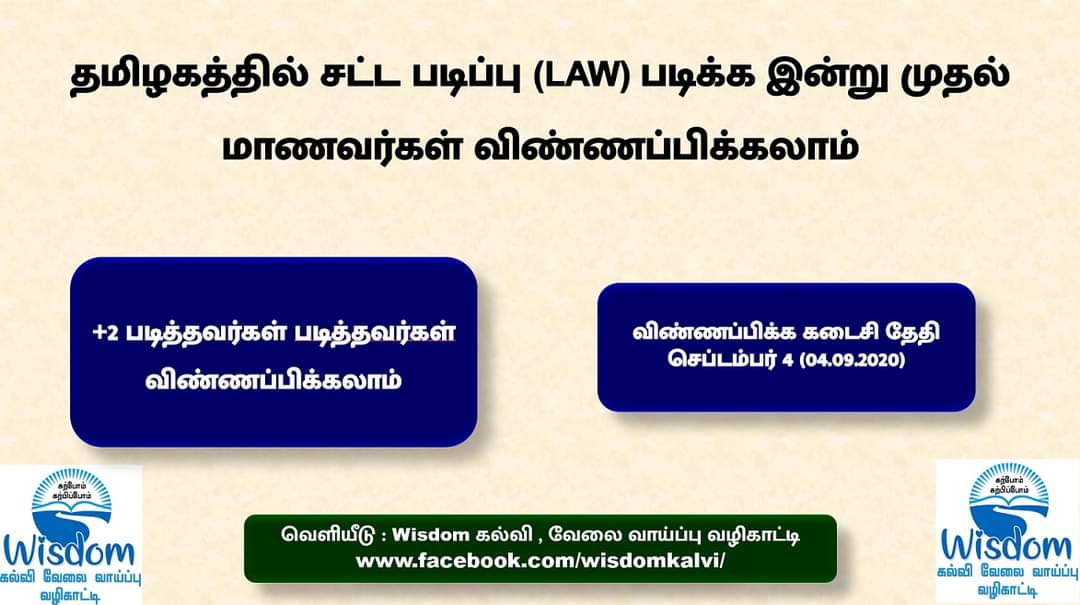 தமிழகத்தில் சட்ட படிப்பு (LAW) படிக்க இன்று முதல்
மாணவர்கள் விண்ணப்பிக்கலாம்
+2 படித்தவர்கள் படித்தவர்கள்
விண்ணப்பிக்கலாம்
விண்ணப்பிக்க கடைசி தேதி
செப்டம்பர் 4 (04.09.2020)
கற்போம்
கற்பிப்போம்
Wisdom
கல்வி வேலை வாய்ப்பு
வழிகாட்டி
வெளியீடு : Wisdom கல்வி , வேலை வாய்ப்பு வழிகாட்டி
www.facebook.com/wisdomkalvi/
கற்போம்
கற்பிப்போம்
Wisdom
கல்வி வேலை வாய்ப்பு
வழிகாட்டி